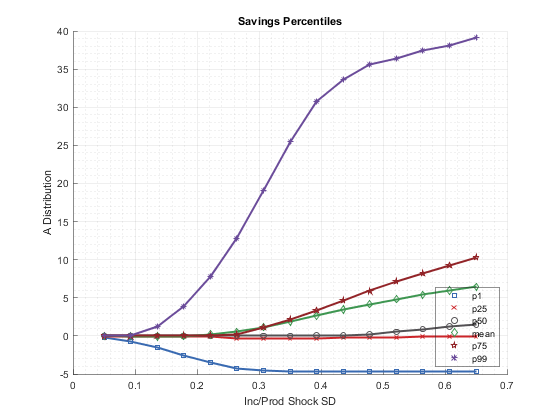 Savings Percentiles
40
35
30
25
20
15
10
5
0
-5
A Distribution
0 0.1 0.2 0.3 0.4 0.5 0.6 0.7
Inc/Prod Shock SD
p1
p25
p50
mean
p75
p99